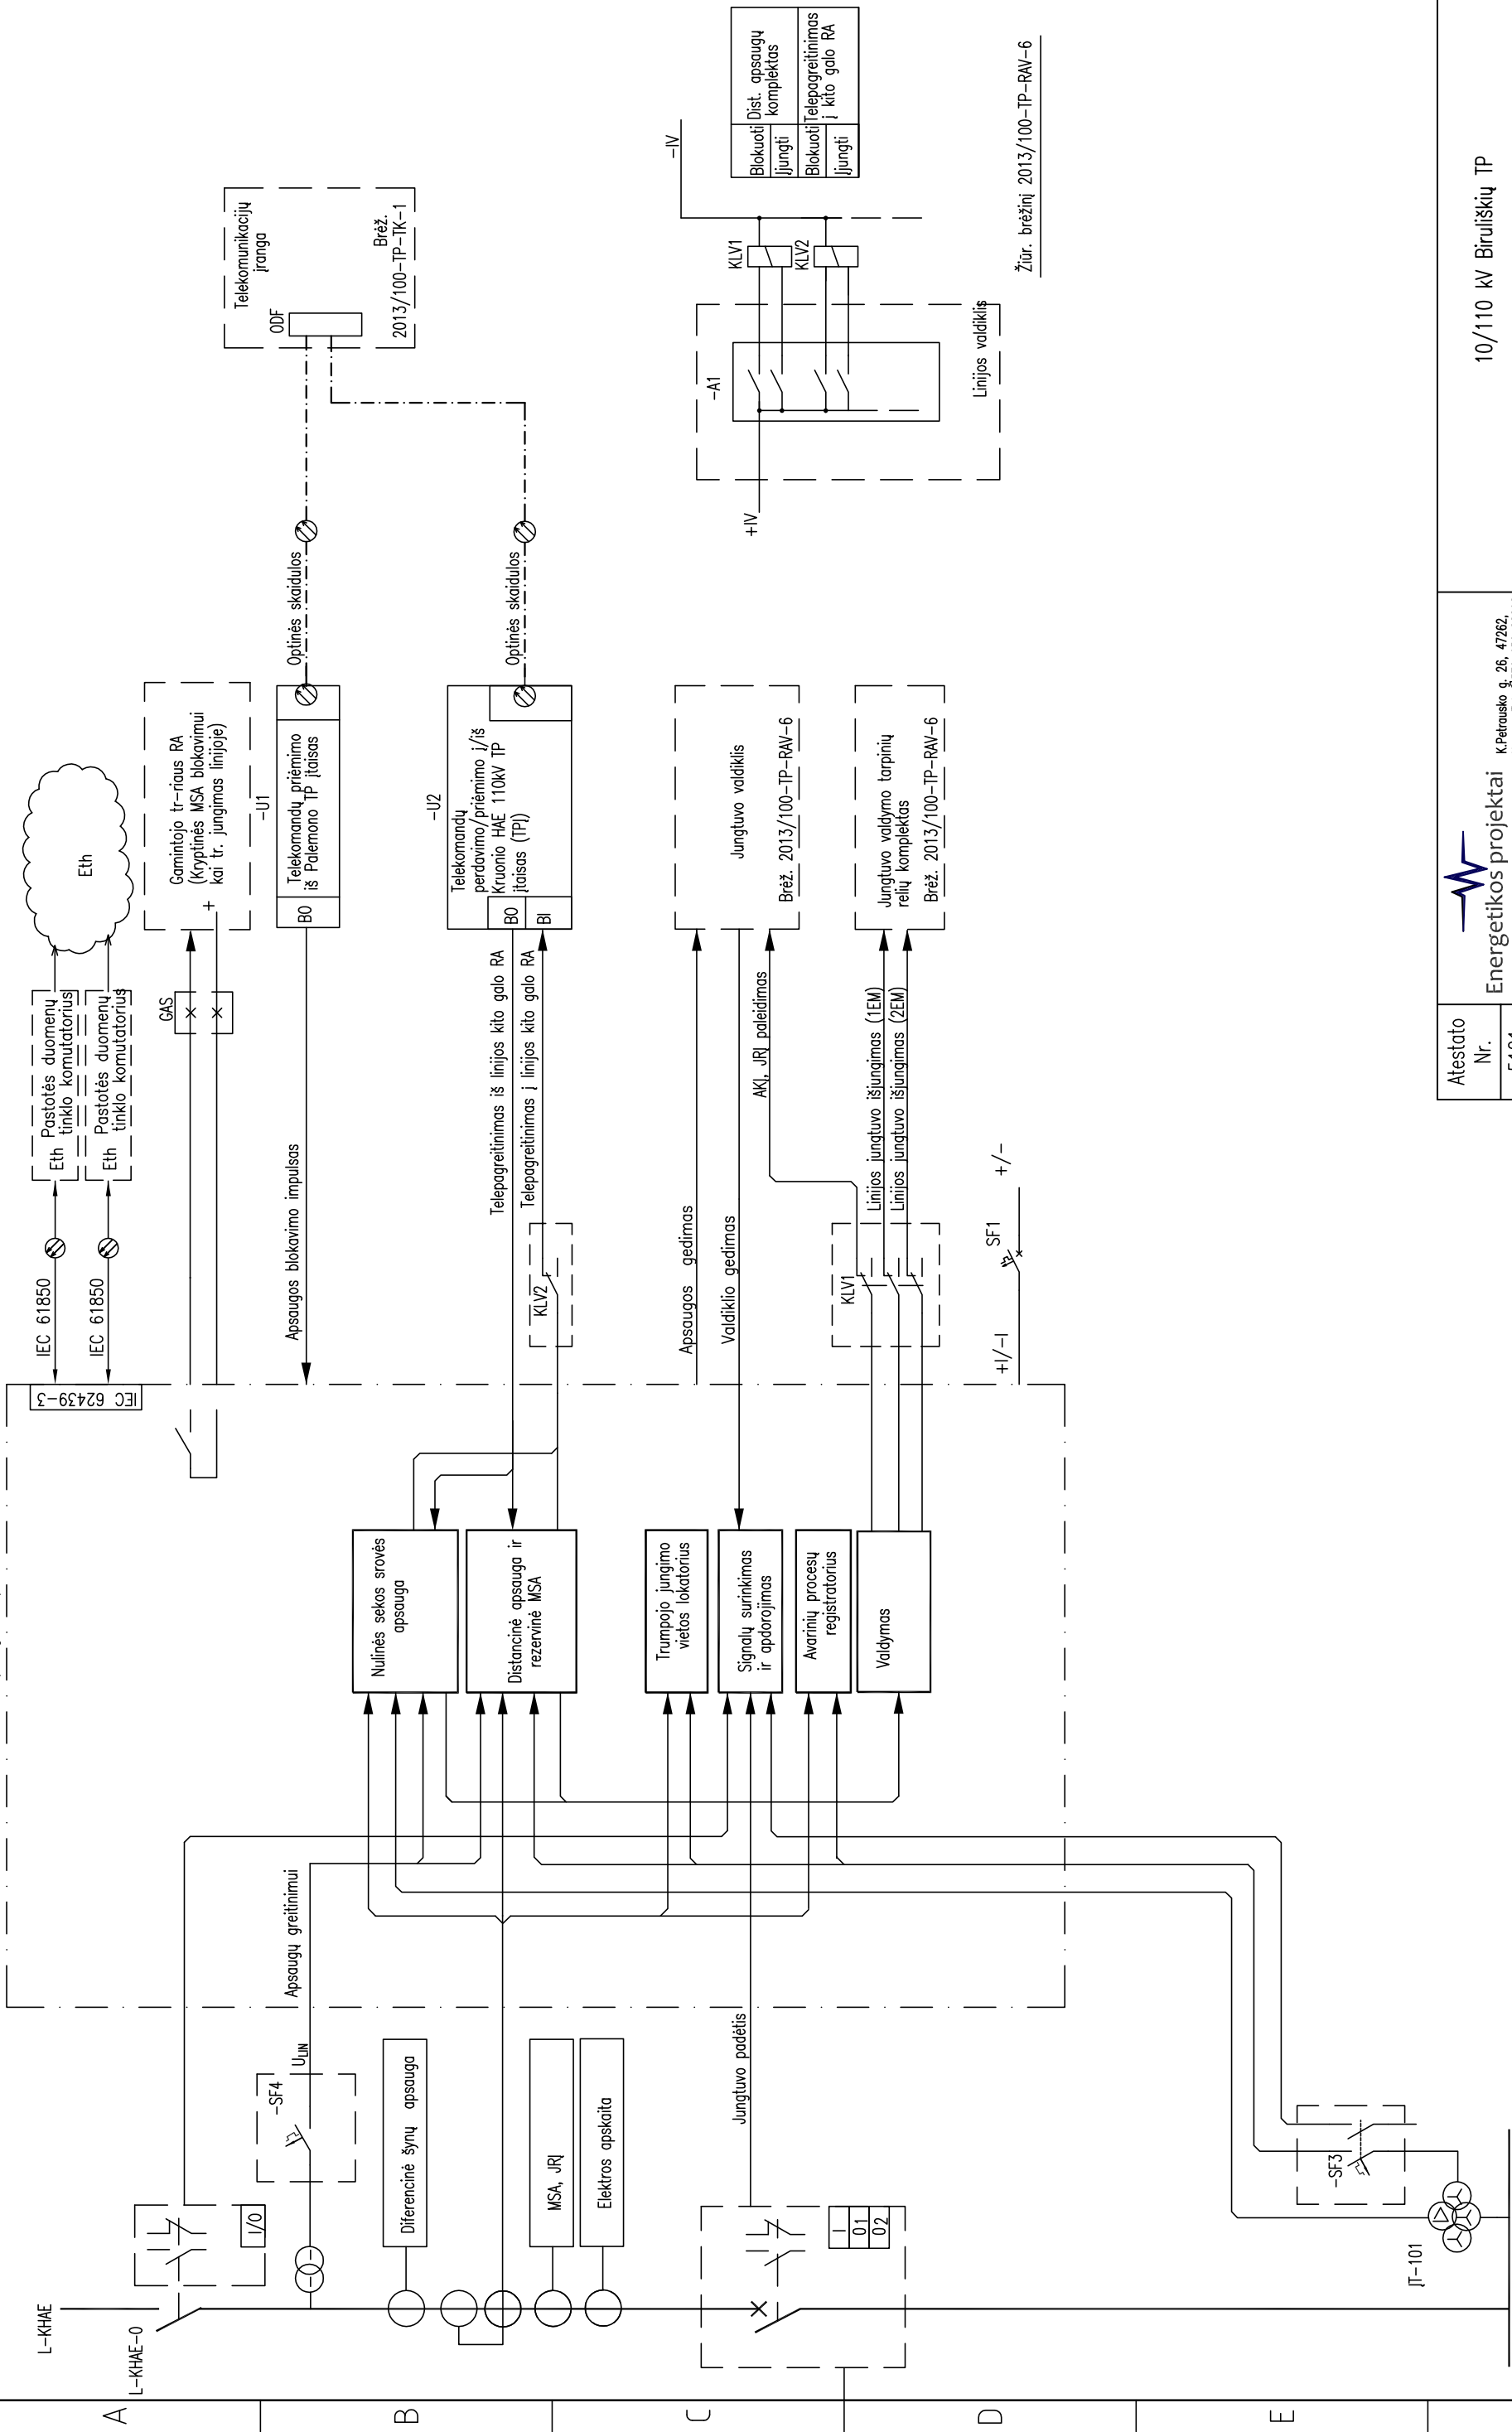 L-KHAE
L-KHAE-0
I/O
-SF4
ULIN
Apsaugų greitinimui
Diferencinė šynų apsauga
MSA, JRĮ
Elektros apskaita
Jungtuvo padėtis
I
01
02
-SF3
ĮT-101
IEC 62439-3
IEC 61850
IEC 61850
Eth
Pastotės duomenų
tinklo komutatorius
Eth
Pastotės duomenų
tinklo komutatorius
Eth
GAS
+
Gamintojo tr-riaus RA
(Kryptinės MSA blokavimui
kai tr. jungimas linijoje)
Apsaugos blokavimo impulsas
-U1
BO
Telekomandų priėmimo
iš Palemono TP įtaisas
Optinės skaidulos
Telekomunikacijų
įranga
ODF
Brėž.
2013/100-TP-TK-1
Nulinės sekos srovės
apsauga
Distancinė apsauga ir
rezervinė MSA
Telepagreitinimas iš linijos kito galo RA
Telepagreitinimas į linijos kito galo RA
KLV2
-U2
Telekomandų
perdavimo/priėmimo į/iš
Kruonio HAE 110kV TP
įtaisas (TPĮ)
BO
BI
Optinės skaidulos
Trumpojo jungimo
vietos lokatorius
Signalų surinkimas
ir apdorojimas
Avarinių procesų
registratorius
Valdymas
Apsaugos gedimas
Valdiklio gedimas
AKĮ, JRĮ paleidimas
KLV1
Linijos jungtuvo išjungimas (1EM)
Linijos jungtuvo išjungimas (2EM)
Jungtuvo valdiklis
Brėž. 2013/100-TP-RAV-6
Jungtuvo valdymo tarpinių
relių komplektas
Brėž. 2013/100-TP-RAV-6
+I/-I
SF1
+/-
+IV
-A1
Linijos valdiklis
KLV1
KLV2
-IV
Blokuoti
Įjungti
Dist. apsaugų
komplektas
Blokuoti
Įjungti
Telepagreitinimas
į kito galo RA
Žiūr. brėžinį 2013/100-TP-RAV-6
A
B
C
D
E
Atestato
Nr.
Energetikos projektai
K.Petrausko g. 26, 47262,
10/110 kV Biruliškių TP